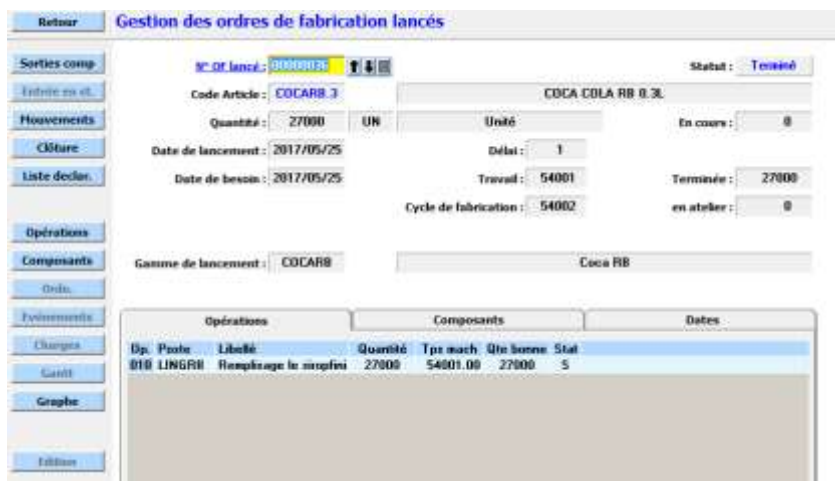 Retour Gestion des ordres de fabrication lancés
Sorties comp N° Of lancé : 00000036 Statut : Terminé
Entrée en st. Code Article : COCARB.3 COCA COLA RB 0.3L
Mouvements Quantité : 27000 UN Unité En cours : 0
Clôture Date de lancement : 2017/05/25 Délai : 1
Liste declar. Date de besoin : 2017/05/25 Travail : 54001 Terminée : 27000
Cycle de fabrication : 54002 en atelier : 0
Opérations
Composants Gamme de lancement : COCARB Coca RB
Ordo.
Evénements Opérations Composants Dates
Charges Op. Poste Libellé Quantité Tps mach Qte bonne Stat
010 LINGRB Remplisage le siropfini 27000 54001.00 27000 S
Gantt
Graphe
Edition